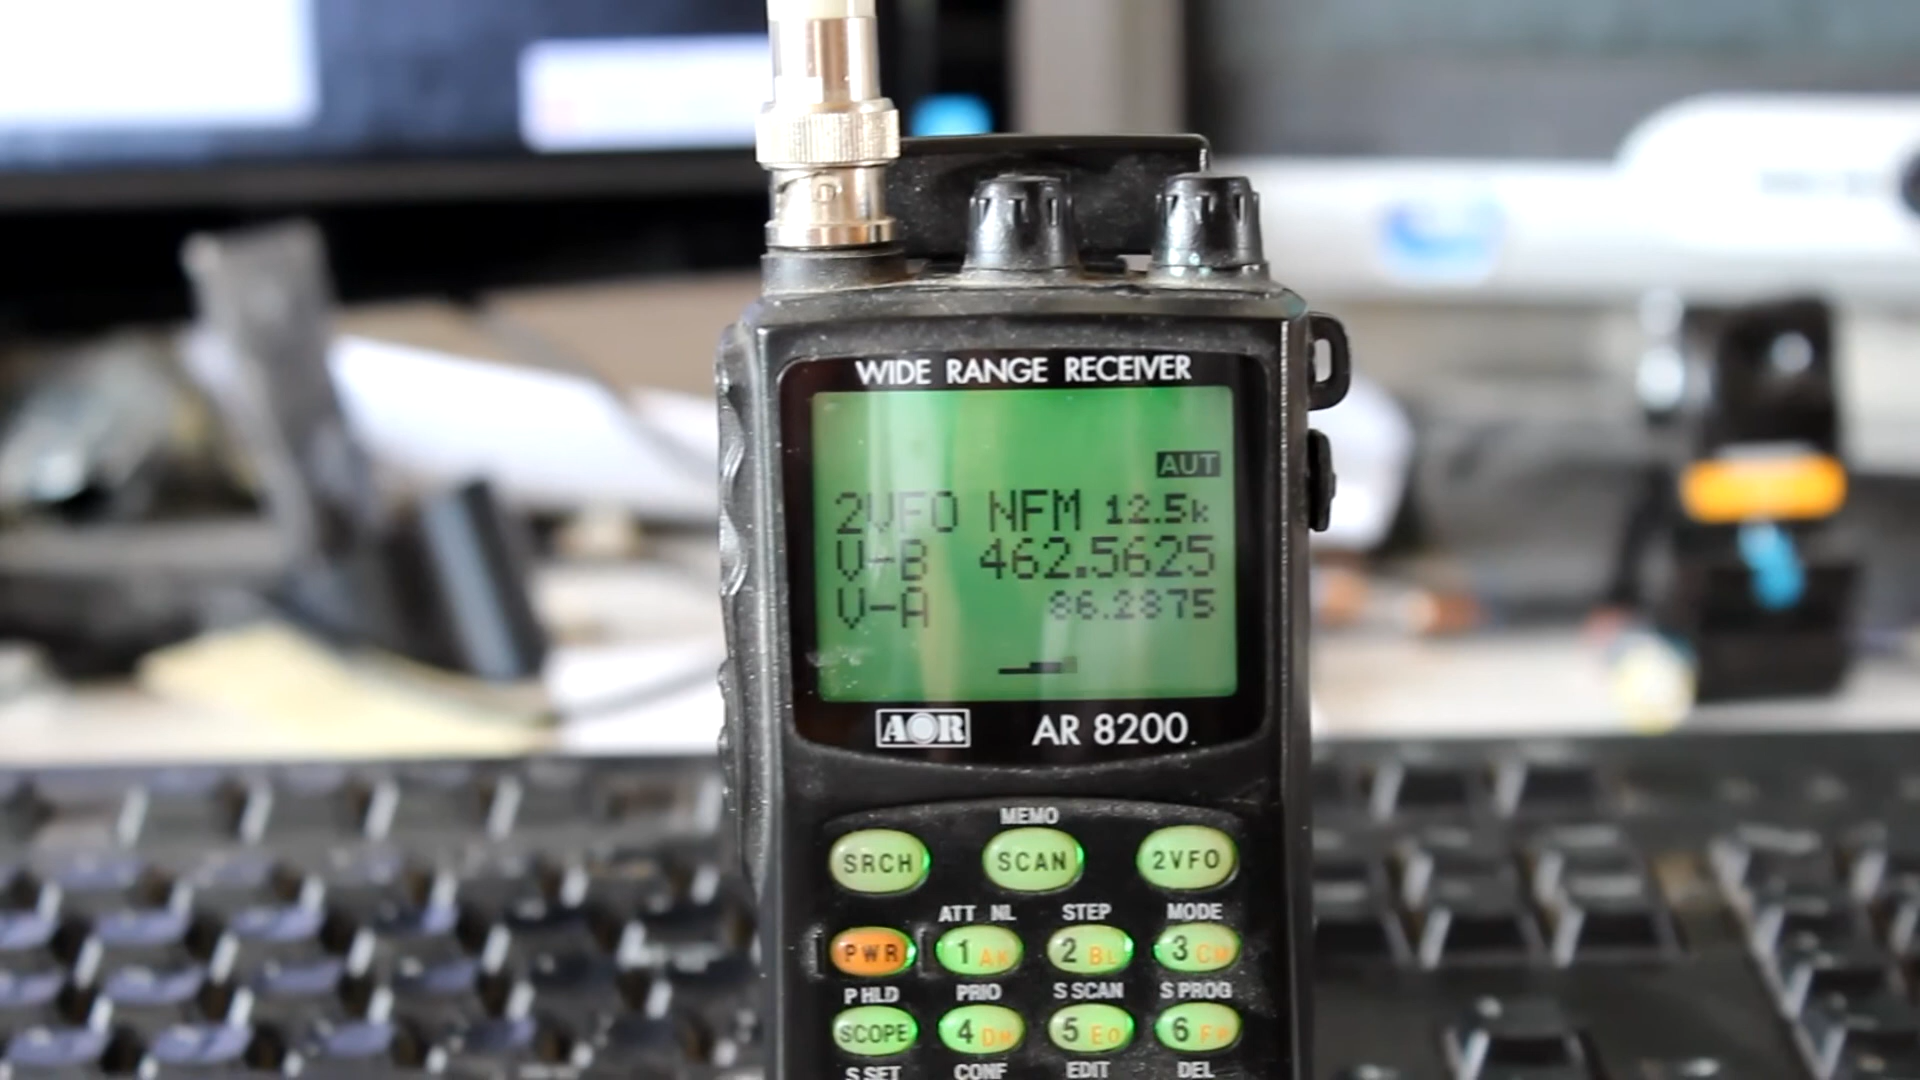 WIDE RANGE RECEIVER
AUT
2VFO NFM 12.5k
V-B 462.5625
V-A 86.2875
AOR AR 8200
MEMO
SRCH SCAN 2VFO
ATT NL STEP MODE
PWR 1 AK 2 BL 3 CM
P HLD PRIO S SCAN S PROG
SCOPE 4 DN 5 EO 6
S SET CONF EDIT DEL